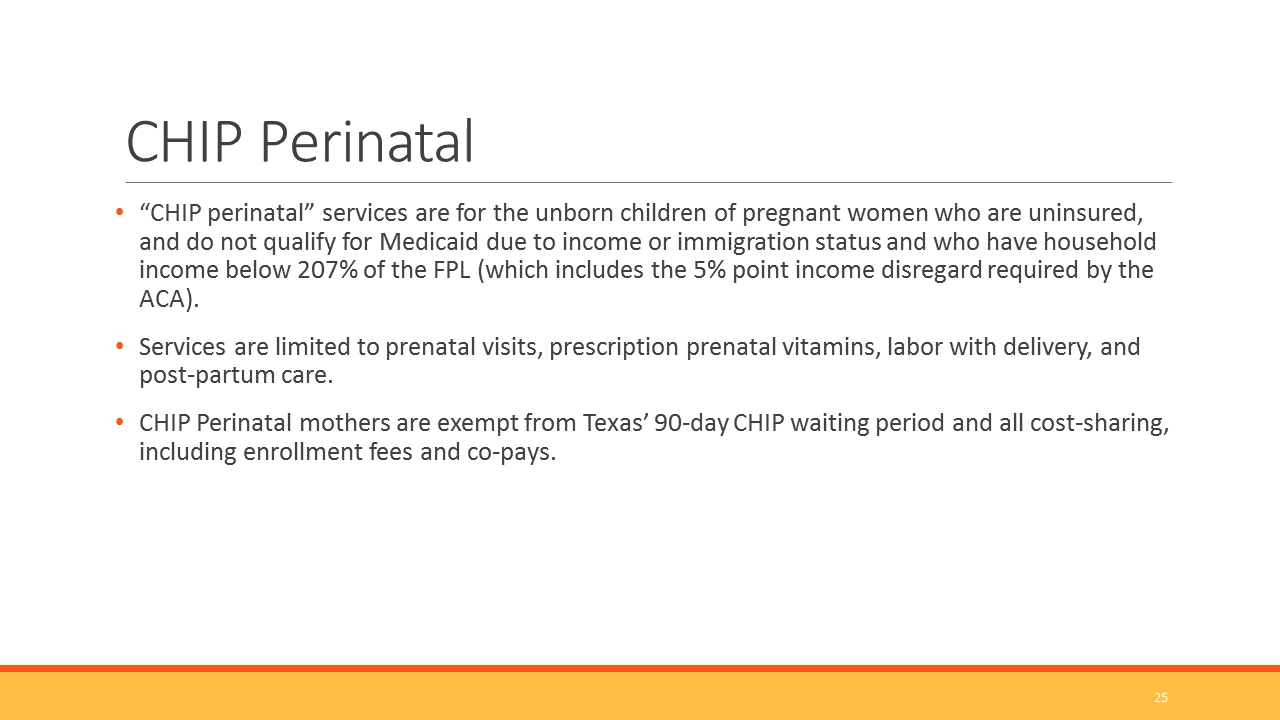 CHIP Perinatal
• “CHIP perinatal” services are for the unborn children of pregnant women who are uninsured,
and do not qualify for Medicaid due to income or immigration status and who have household
income below 207% of the FPL (which includes the 5% point income disregard required by the
ACA).
• Services are limited to prenatal visits, prescription prenatal vitamins, labor with delivery, and
post-partum care.
• CHIP Perinatal mothers are exempt from Texas’ 90-day CHIP waiting period and all cost-sharing,
including enrollment fees and co-pays.
25